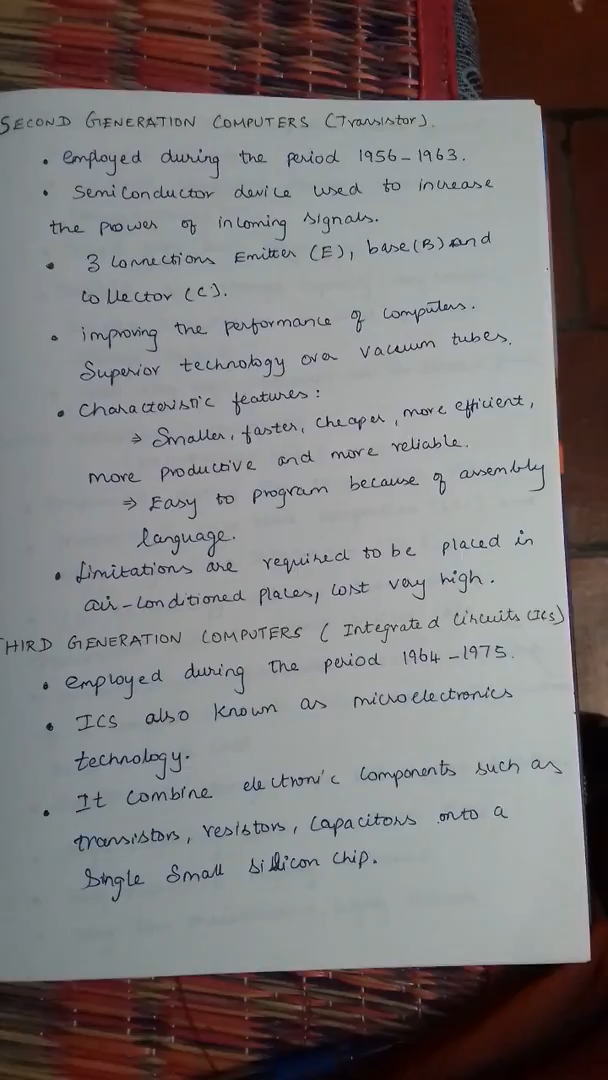 SECOND GENERATION COMPUTERS (Transistor).
• employed during the period 1956-1963.
• Semiconductor device used to increase
the power of incoming signals.
• 3 Connections Emitter (E), base (B) and
Collector (C).
• improving the performance of computers.
Superior technology over vacuum tubes.
• Characteristic features:
⇒ Smaller, faster, cheaper, more efficient,
more productive and more reliable.
⇒ Easy to program because of assembly
language.
• Limitations are required to be placed in
air-conditioned places, cost very high.
THIRD GENERATION COMPUTERS (Integrated Circuits (ICs)
• employed during the period 1964-1975.
• ICS also known as microelectronics
technology.
• It combine electronic components such as
transistors, resistors, capacitors onto a
Single Small silicon chip.